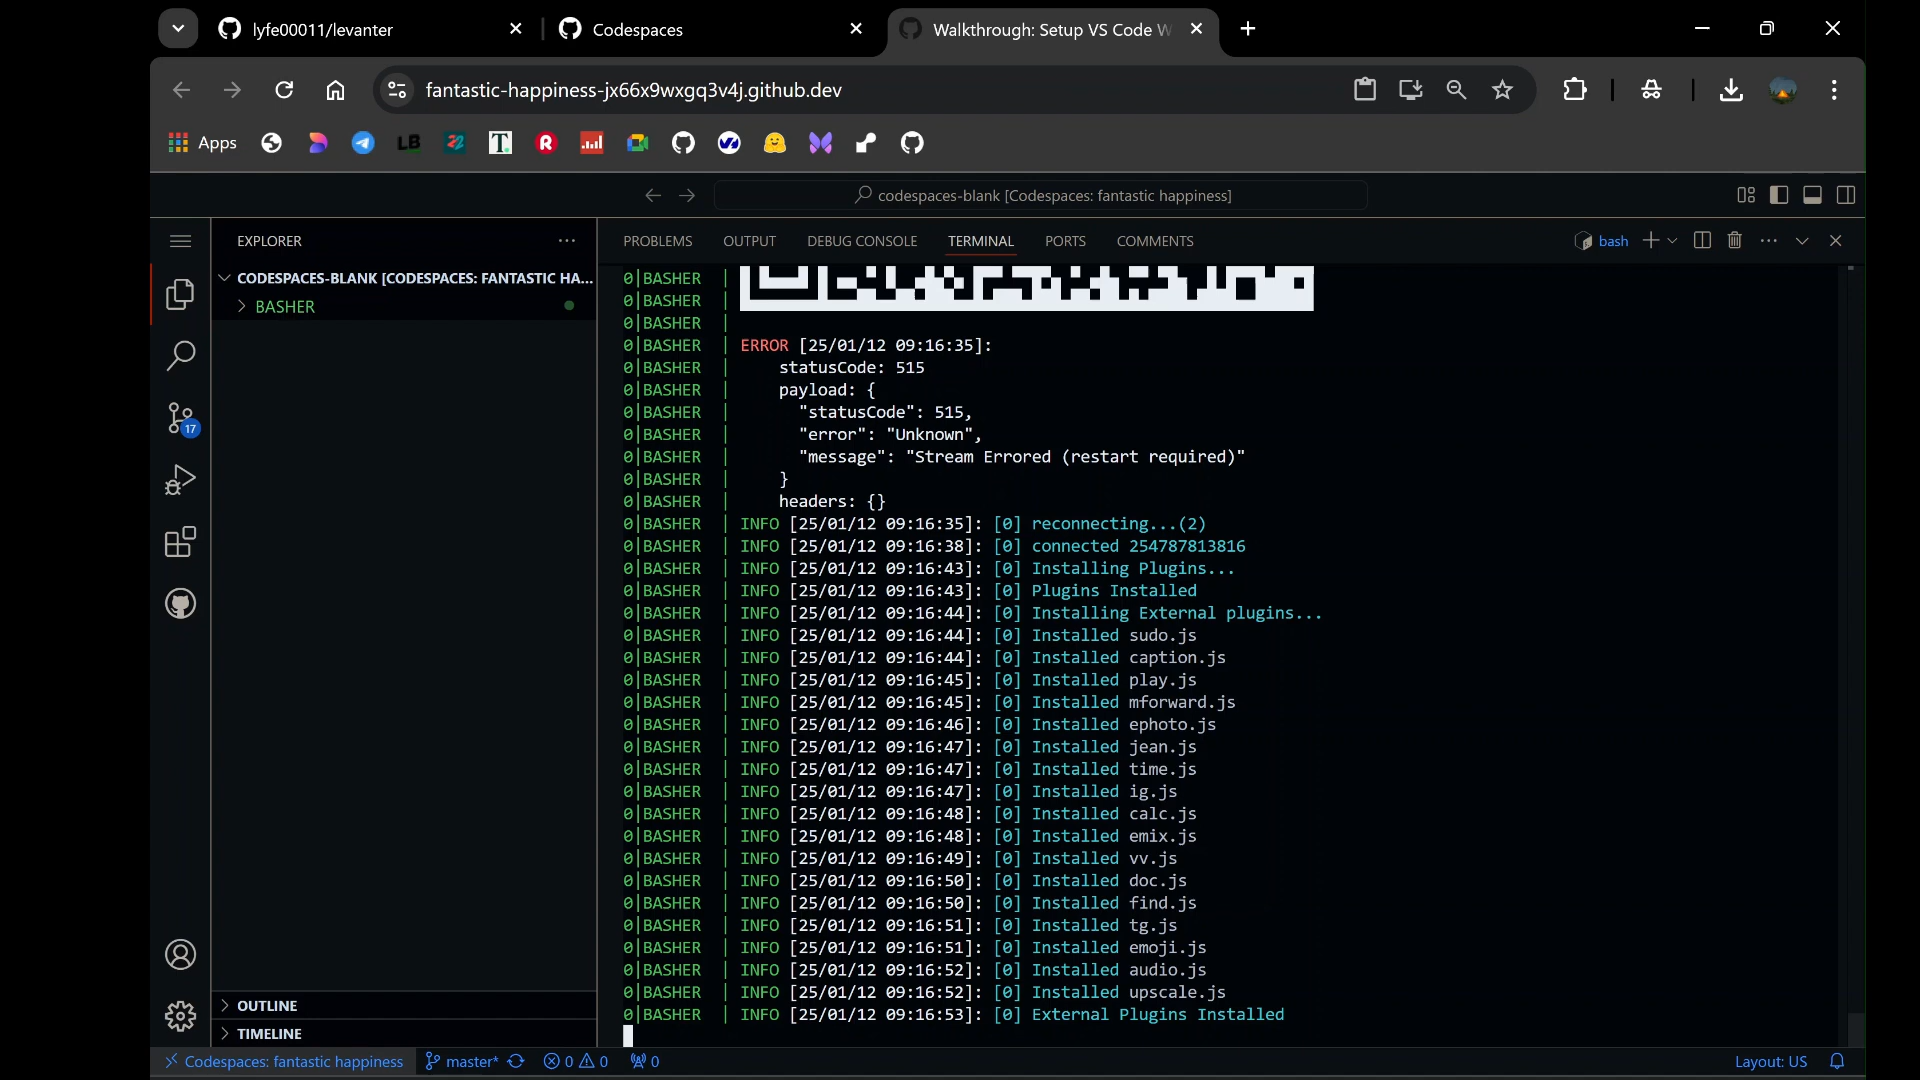 lyfe00011/levanter
Codespaces
Walkthrough: Setup VS Code W
fantastic-happiness-jx66x9wxgq3v4j.github.dev
Apps
LB
22
T.
R
codespaces-blank [Codespaces: fantastic happiness]
EXPLORER
CODESPACES-BLANK [CODESPACES: FANTASTIC HA...
BASHER
17
OUTLINE
TIMELINE
PROBLEMS OUTPUT DEBUG CONSOLE TERMINAL PORTS COMMENTS
bash
0|BASHER |
0|BASHER |
0|BASHER |
0|BASHER | ERROR [25/01/12 09:16:35]:
0|BASHER | statusCode: 515
0|BASHER | payload: {
0|BASHER | "statusCode": 515,
0|BASHER | "error": "Unknown",
0|BASHER | "message": "Stream Errored (restart required)"
0|BASHER | }
0|BASHER | headers: {}
0|BASHER | INFO [25/01/12 09:16:35]: [0] reconnecting...(2)
0|BASHER | INFO [25/01/12 09:16:38]: [0] connected 254787813816
0|BASHER | INFO [25/01/12 09:16:43]: [0] Installing Plugins...
0|BASHER | INFO [25/01/12 09:16:43]: [0] Plugins Installed
0|BASHER | INFO [25/01/12 09:16:44]: [0] Installing External plugins...
0|BASHER | INFO [25/01/12 09:16:44]: [0] Installed sudo.js
0|BASHER | INFO [25/01/12 09:16:44]: [0] Installed caption.js
0|BASHER | INFO [25/01/12 09:16:45]: [0] Installed play.js
0|BASHER | INFO [25/01/12 09:16:45]: [0] Installed mforward.js
0|BASHER | INFO [25/01/12 09:16:46]: [0] Installed ephoto.js
0|BASHER | INFO [25/01/12 09:16:47]: [0] Installed jean.js
0|BASHER | INFO [25/01/12 09:16:47]: [0] Installed time.js
0|BASHER | INFO [25/01/12 09:16:47]: [0] Installed ig.js
0|BASHER | INFO [25/01/12 09:16:48]: [0] Installed calc.js
0|BASHER | INFO [25/01/12 09:16:48]: [0] Installed emix.js
0|BASHER | INFO [25/01/12 09:16:49]: [0] Installed vv.js
0|BASHER | INFO [25/01/12 09:16:50]: [0] Installed doc.js
0|BASHER | INFO [25/01/12 09:16:50]: [0] Installed find.js
0|BASHER | INFO [25/01/12 09:16:51]: [0] Installed tg.js
0|BASHER | INFO [25/01/12 09:16:51]: [0] Installed emoji.js
0|BASHER | INFO [25/01/12 09:16:52]: [0] Installed audio.js
0|BASHER | INFO [25/01/12 09:16:52]: [0] Installed upscale.js
0|BASHER | INFO [25/01/12 09:16:53]: [0] External Plugins Installed
Codespaces: fantastic happiness master* 0 0 0 Layout: US